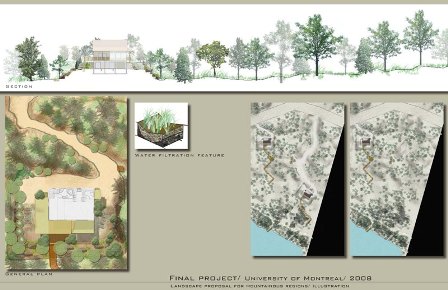 Section
Water filtration feature
General plan
Final project/ University of Montreal/ 2008
Landscape proposal for mountainous regions/ illustration